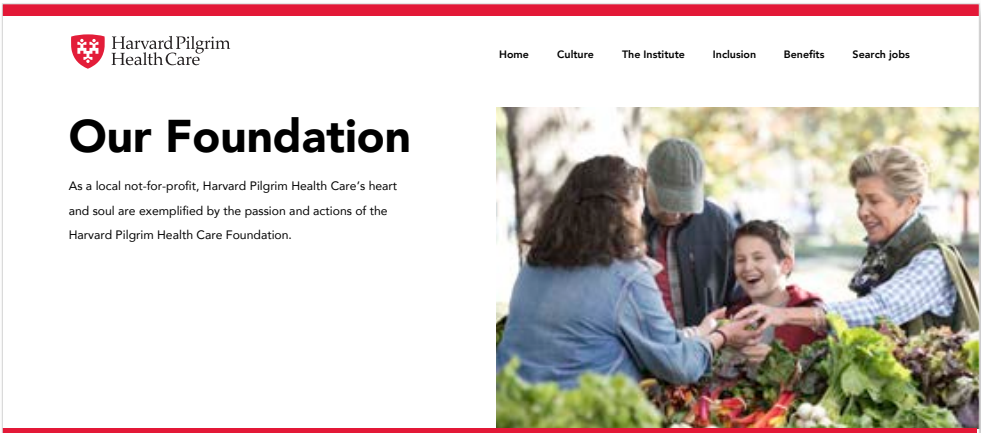 Harvard Pilgrim
Health Care
Home Culture The Institute Inclusion Benefits Search jobs
Our Foundation
As a local not-for-profit, Harvard Pilgrim Health Care's heart
and soul are exemplified by the passion and actions of the
Harvard Pilgrim Health Care Foundation.